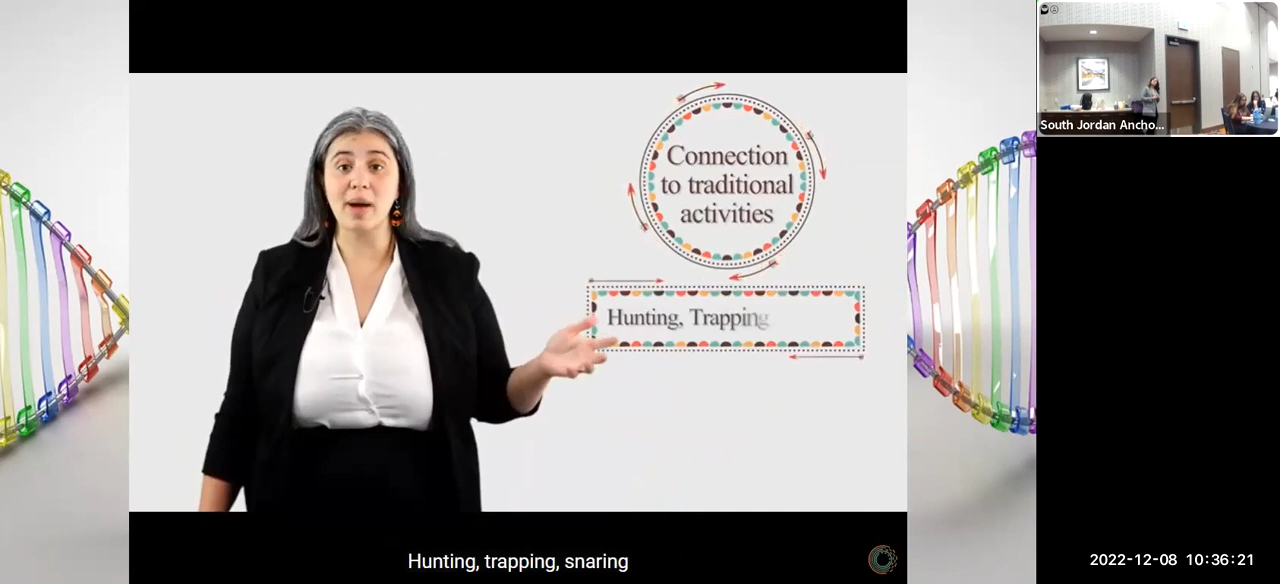 Connection
to traditional
activities
Hunting, Trapping
Hunting, trapping, snaring
South Jordan Ancho...
2022-12-08 10:36:21